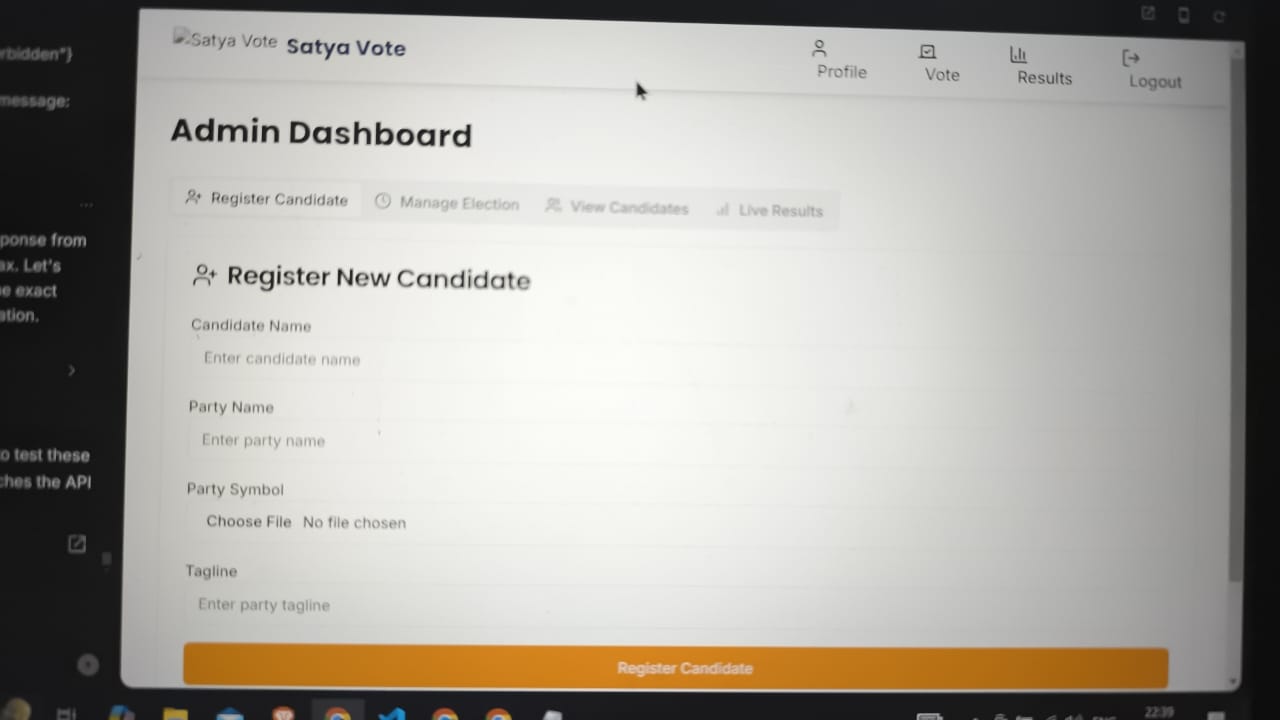 rbidden"}
message:
...
ponse from
ax. Let's
e exact
ation.
o test these
ches the API
Satya Vote Satya Vote
Profile
Vote
Results
Logout
Admin Dashboard
Register Candidate
Manage Election
View Candidates
Live Results
Register New Candidate
Candidate Name
Enter candidate name
Party Name
Enter party name
Party Symbol
Choose File No file chosen
Tagline
Enter party tagline
Register Candidate
22:39